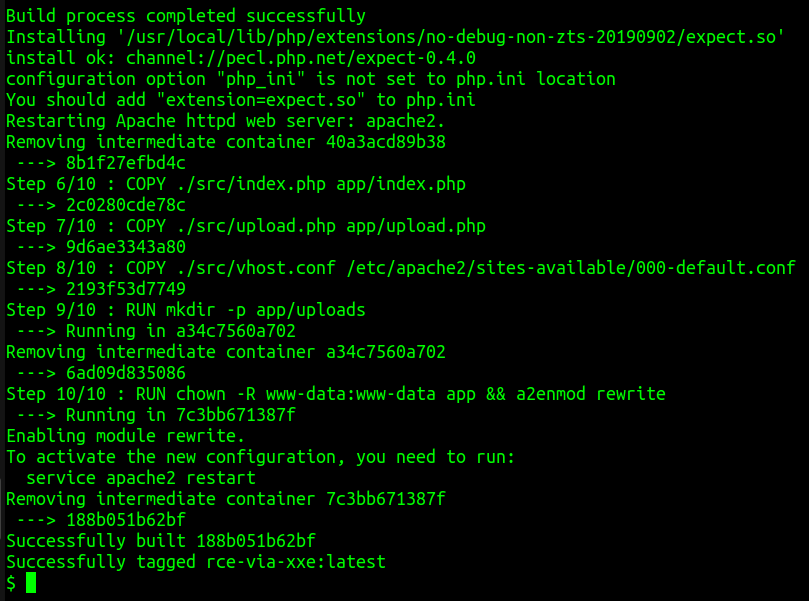 Build process completed successfully
Installing '/usr/local/lib/php/extensions/no-debug-non-zts-20190902/expect.so'
install ok: channel://pecl.php.net/expect-0.4.0
configuration option "php_ini" is not set to php.ini location
You should add "extension=expect.so" to php.ini
Restarting Apache httpd web server: apache2.
Removing intermediate container 40a3acd89b38
 ---> 8b1f27efbd4c
Step 6/10 : COPY ./src/index.php app/index.php
 ---> 2c0280cde78c
Step 7/10 : COPY ./src/upload.php app/upload.php
 ---> 9d6ae3343a80
Step 8/10 : COPY ./src/vhost.conf /etc/apache2/sites-available/000-default.conf
 ---> 2193f53d7749
Step 9/10 : RUN mkdir -p app/uploads
 ---> Running in a34c7560a702
Removing intermediate container a34c7560a702
 ---> 6ad09d835086
Step 10/10 : RUN chown -R www-data:www-data app && a2enmod rewrite
 ---> Running in 7c3bb671387f
Enabling module rewrite.
To activate the new configuration, you need to run:
  service apache2 restart
Removing intermediate container 7c3bb671387f
 ---> 188b051b62bf
Successfully built 188b051b62bf
Successfully tagged rce-via-xxe:latest
$